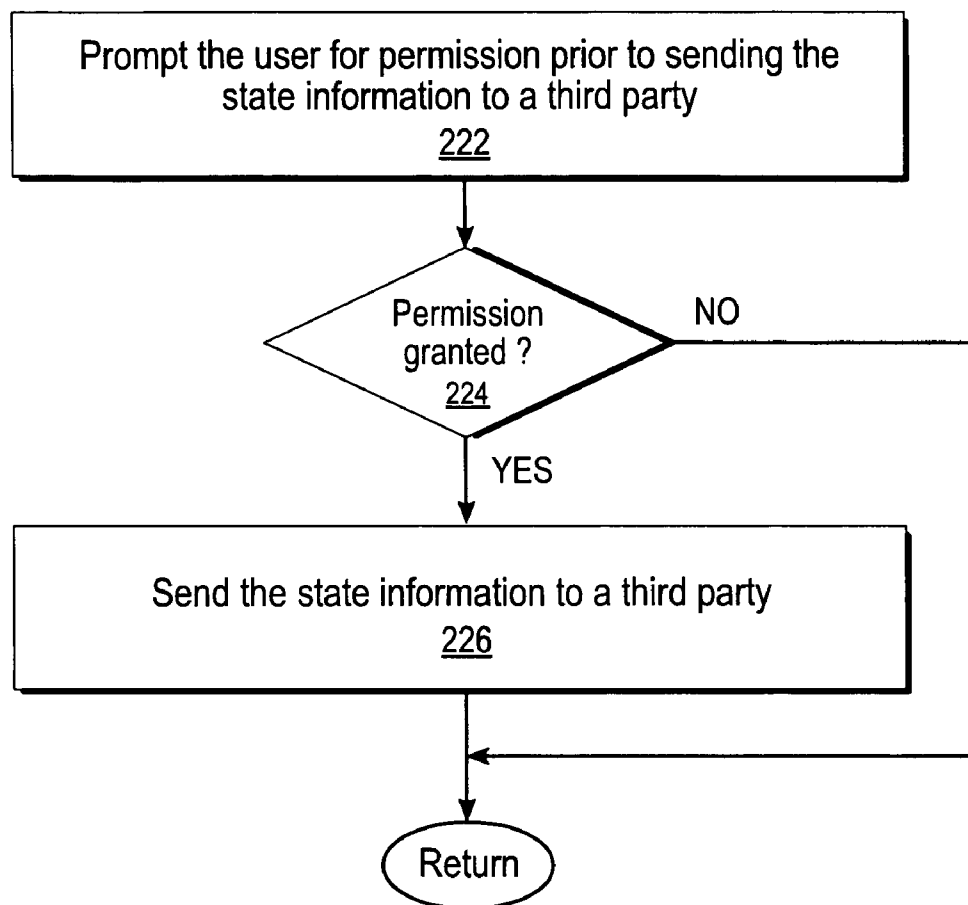 Prompt the user for permission prior to sending the
state information to a third party
222
Permission
granted ?
224
NO
YES
Send the state information to a third party
226
Return